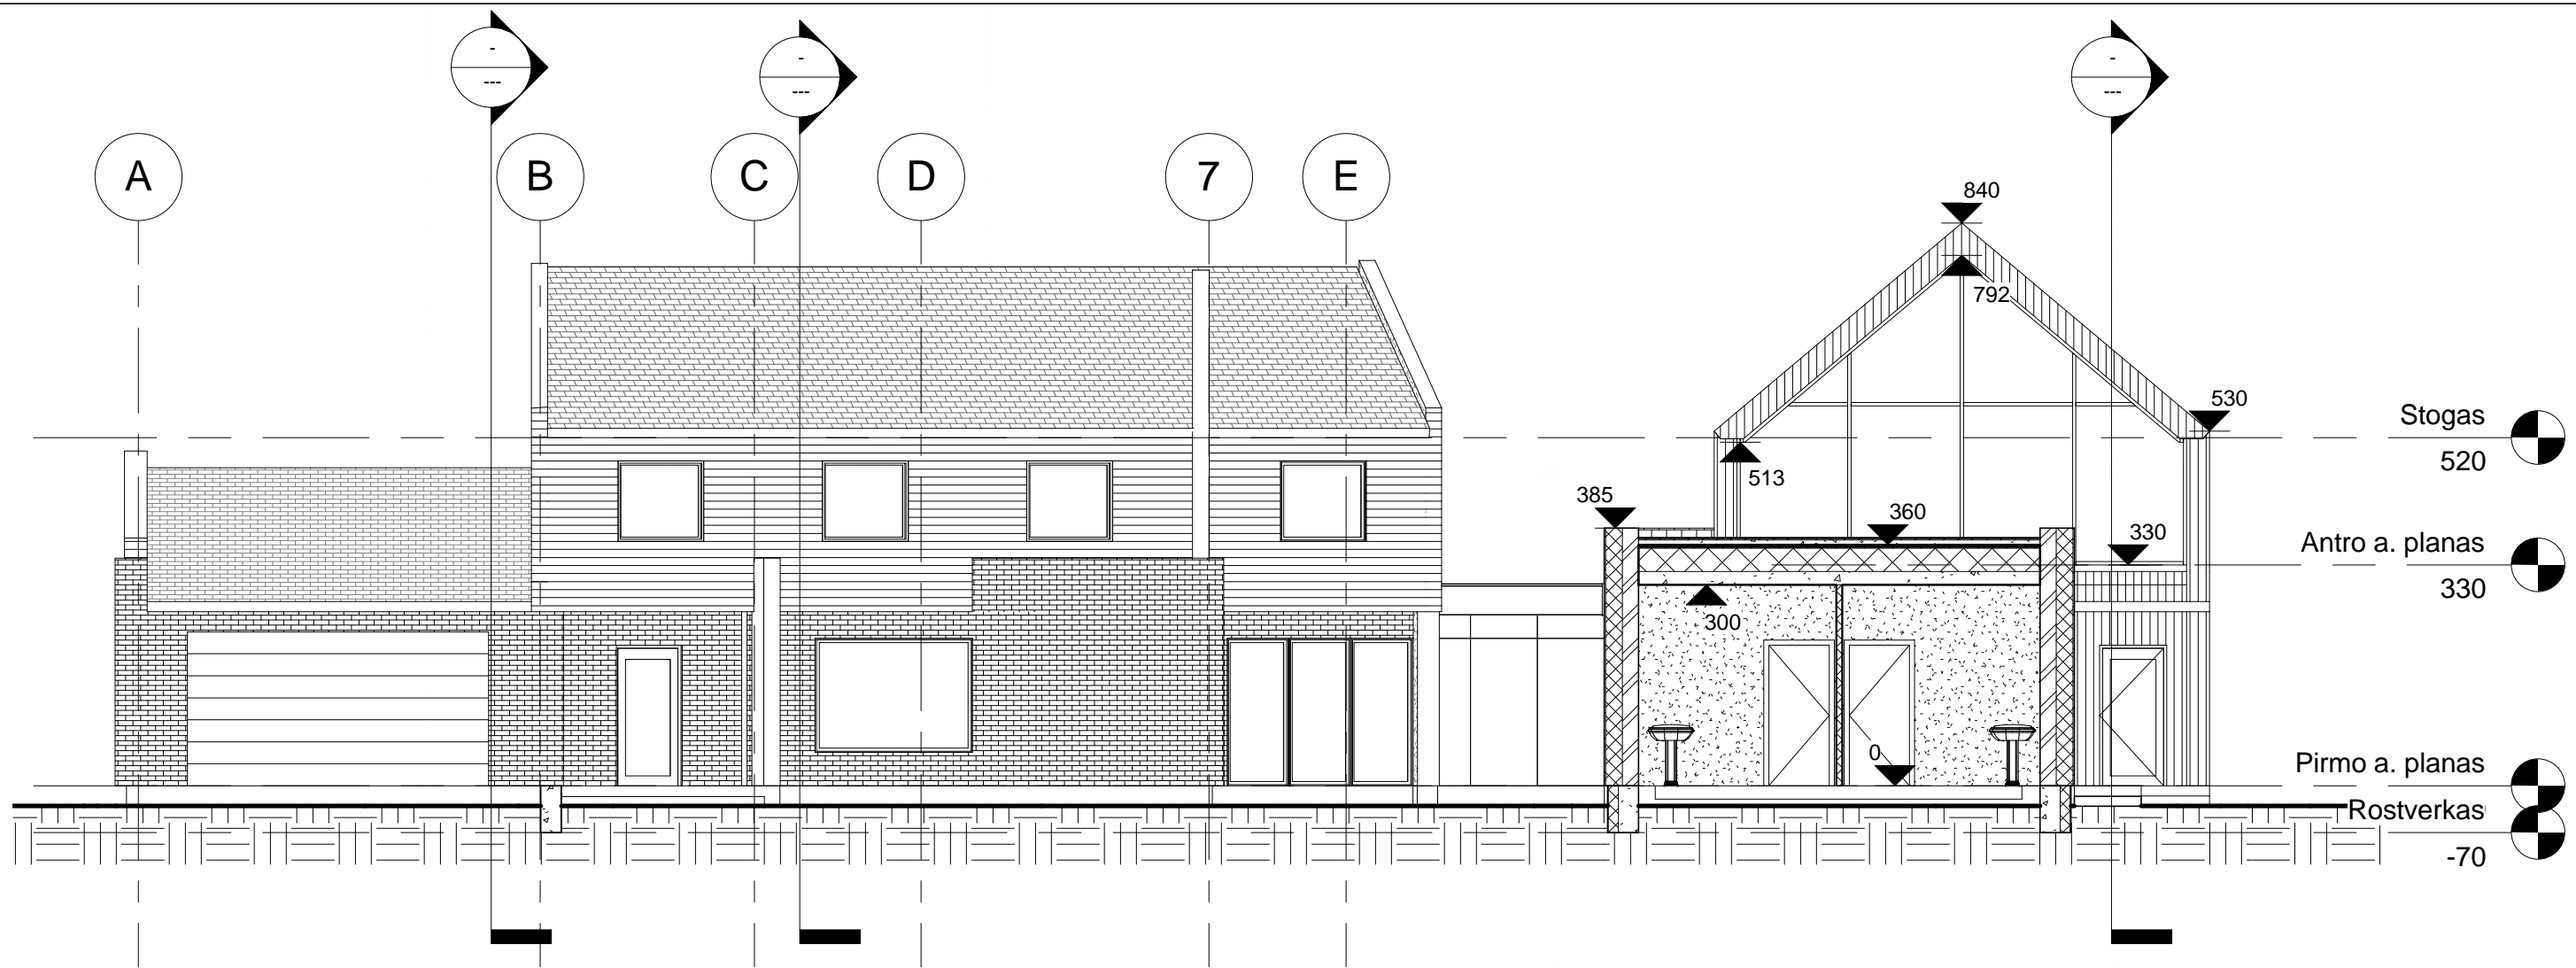 -
---
-
---
-
---
A
B
C
D
7
E
840
792
530
Stogas
520
513
385
360
330
Antro a. planas
330
300
0
Pirmo a. planas
Rostverkas
-70